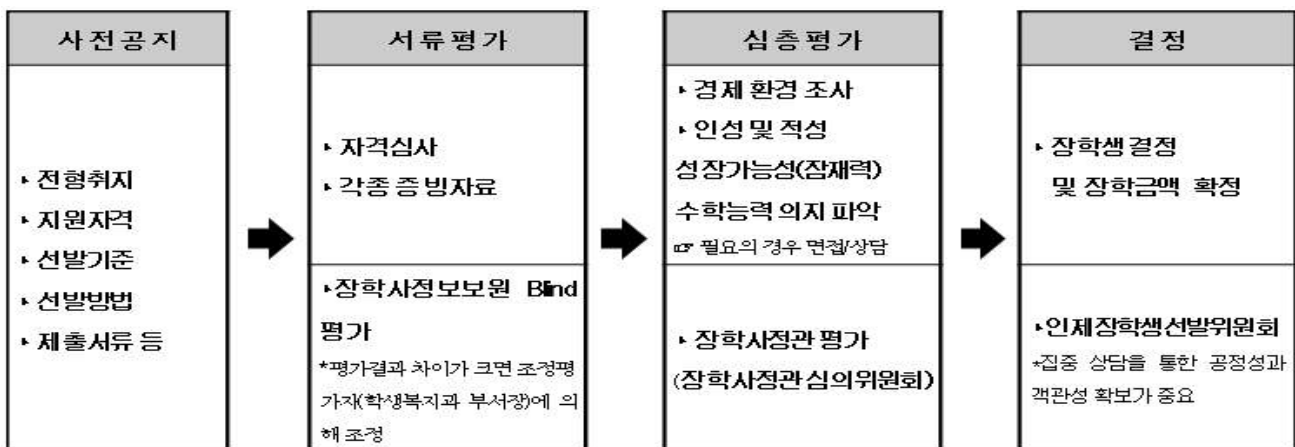 사전공지
▸ 전형취지
▸ 지원자격
▸ 선발기준
▸ 선발방법
▸ 제출서류 등
서류평가
▸ 자격심사
▸ 각종 증빙자료
▸장학사정보보원 Blind
평가
*평가결과 차이가 크면 조정평
가자(학생복지과 부서장)에 의
해 조정
심층평가
▸ 경제 환경 조사
▸ 인성 및 적성
성장가능성(잠재력)
수학능력 의지 파악
☞ 필요의 경우 면접/상담
▸ 장학사정관 평가
(장학사정관 심의위원회)
결정
▸ 장학생 결정
및 장학금액 확정
▸인제장학생선발위원회
*집중 상담을 통한 공정성과
객관성 확보가 중요